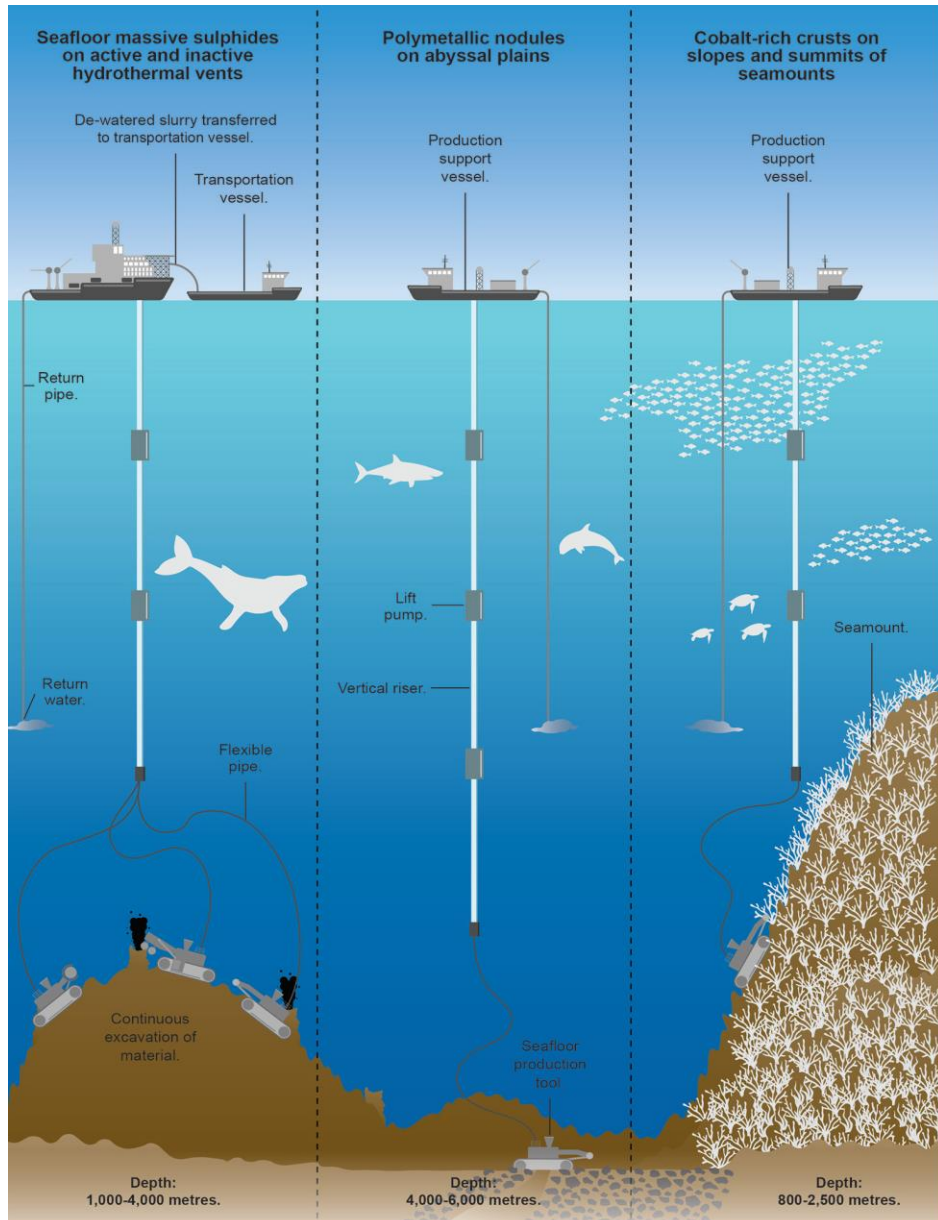 Seafloor massive sulphides
on active and inactive
hydrothermal vents
De-watered slurry transferred
to transportation vessel.
Transportation
vessel.
Return
pipe.
Return
water.
Flexible
pipe.
Continuous
excavation of
material.
Depth:
1,000-4,000 metres.
Polymetallic nodules
on abyssal plains
Production
support
vessel.
Lift
pump.
Vertical riser.
Seafloor
production
tool
Depth:
4,000-6,000 metres.
Cobalt-rich crusts on
slopes and summits of
seamounts
Production
support
vessel.
Seamount.
Depth:
800-2,500 metres.